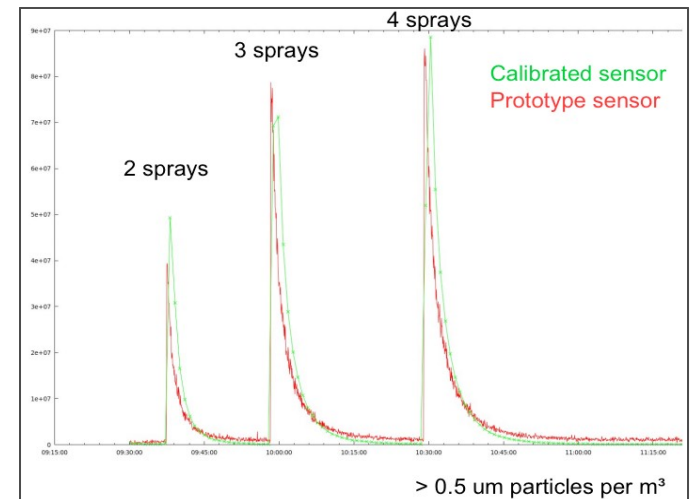 4 sprays
3 sprays
2 sprays
Calibrated sensor
Prototype sensor
9e+07
8e+07
7e+07
6e+07
5e+07
4e+07
3e+07
2e+07
1e+07
0
09:15:00 09:30:00 09:45:00 10:00:00 10:15:00 10:30:00 10:45:00 11:00:00 11:15:00
> 0.5 um particles per m³